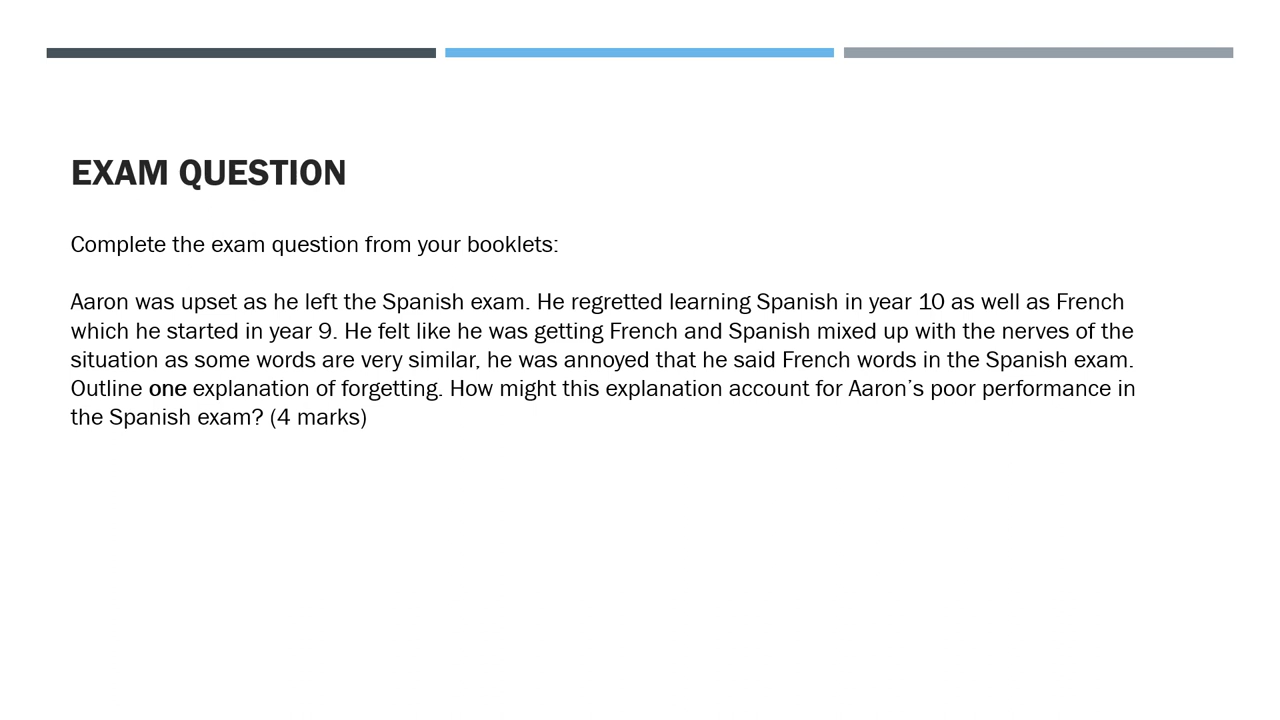 EXAM QUESTION
Complete the exam question from your booklets:
Aaron was upset as he left the Spanish exam. He regretted learning Spanish in year 10 as well as French
which he started in year 9. He felt like he was getting French and Spanish mixed up with the nerves of the
situation as some words are very similar, he was annoyed that he said French words in the Spanish exam.
Outline one explanation of forgetting. How might this explanation account for Aaron's poor performance in
the Spanish exam? (4 marks)